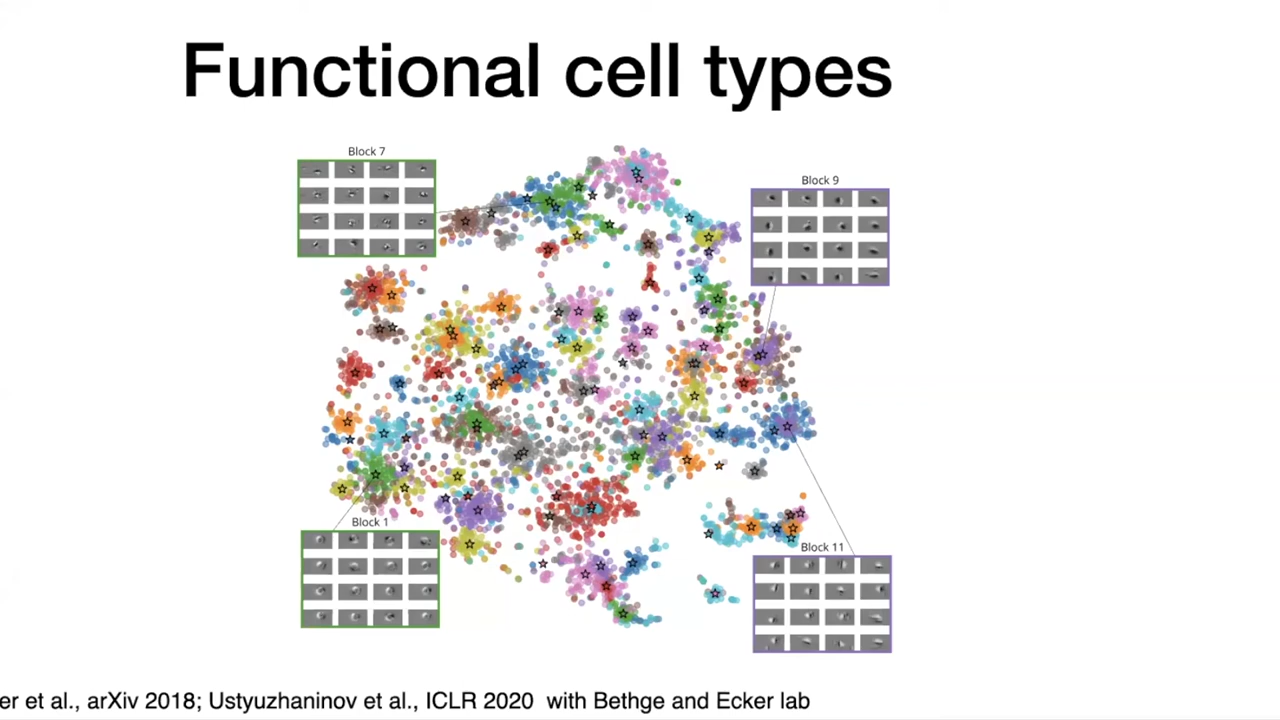 Functional cell types
Block 7
Block 9
Block 1
Block 11
er et al., arXiv 2018; Ustyuzhaninov et al., ICLR 2020 with Bethge and Ecker lab